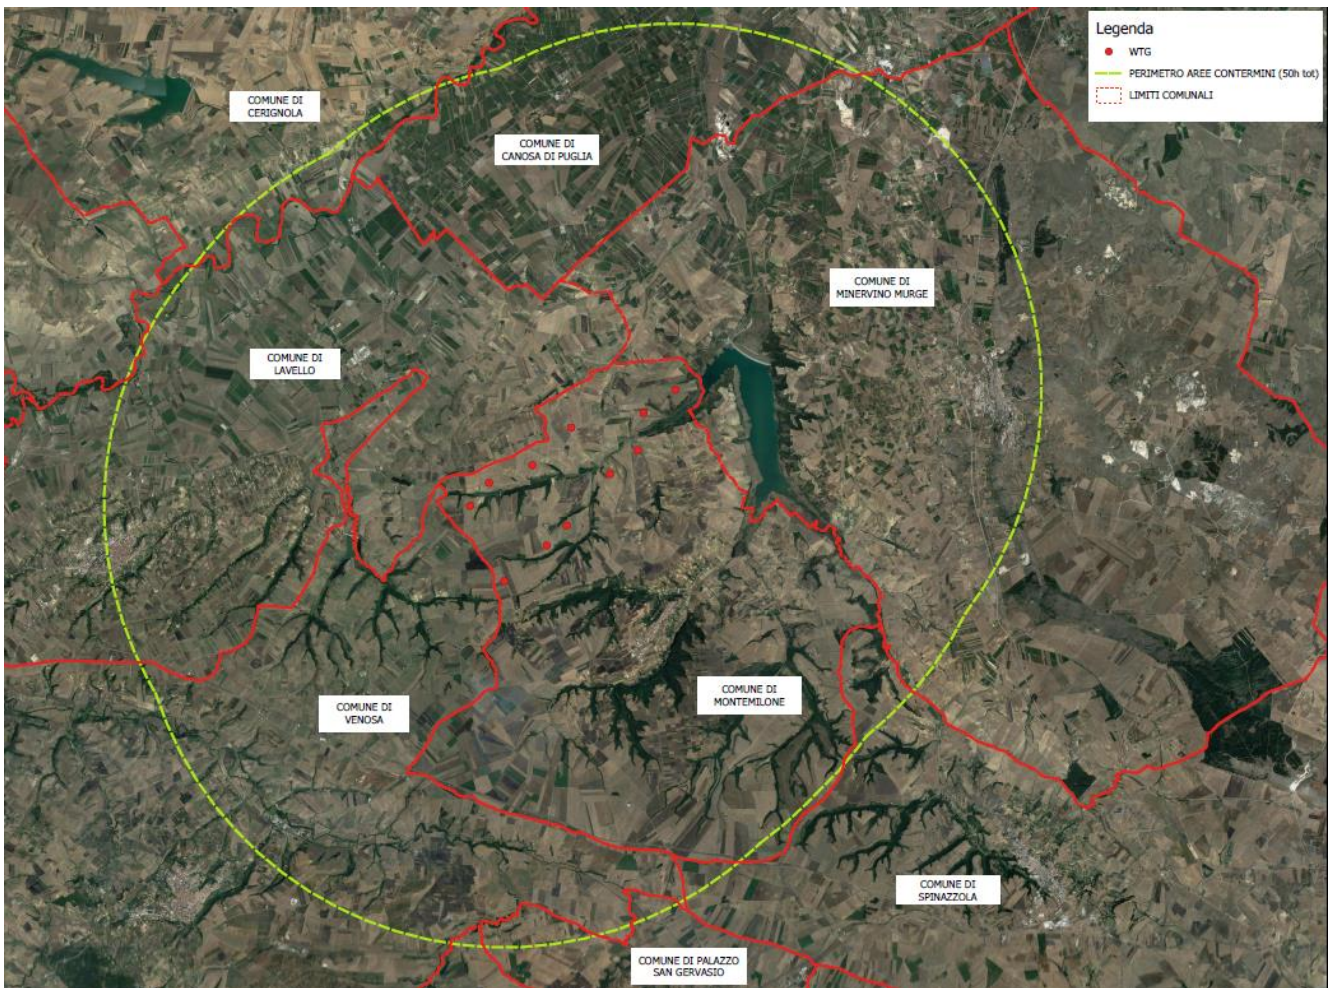 Legenda
WTG
PERIMETRO AREE CONTERMINI (50h tot)
LIMITI COMUNALI
COMUNE DI
CERIGNOLA
COMUNE DI
CANOSA DI PUGLIA
COMUNE DI
MINERVINO MURGE
COMUNE DI
LAVELLO
COMUNE DI
MONTEMILONE
COMUNE DI
VENOSA
COMUNE DI
SPINAZZOLA
COMUNE DI PALAZZO
SAN GERVASIO